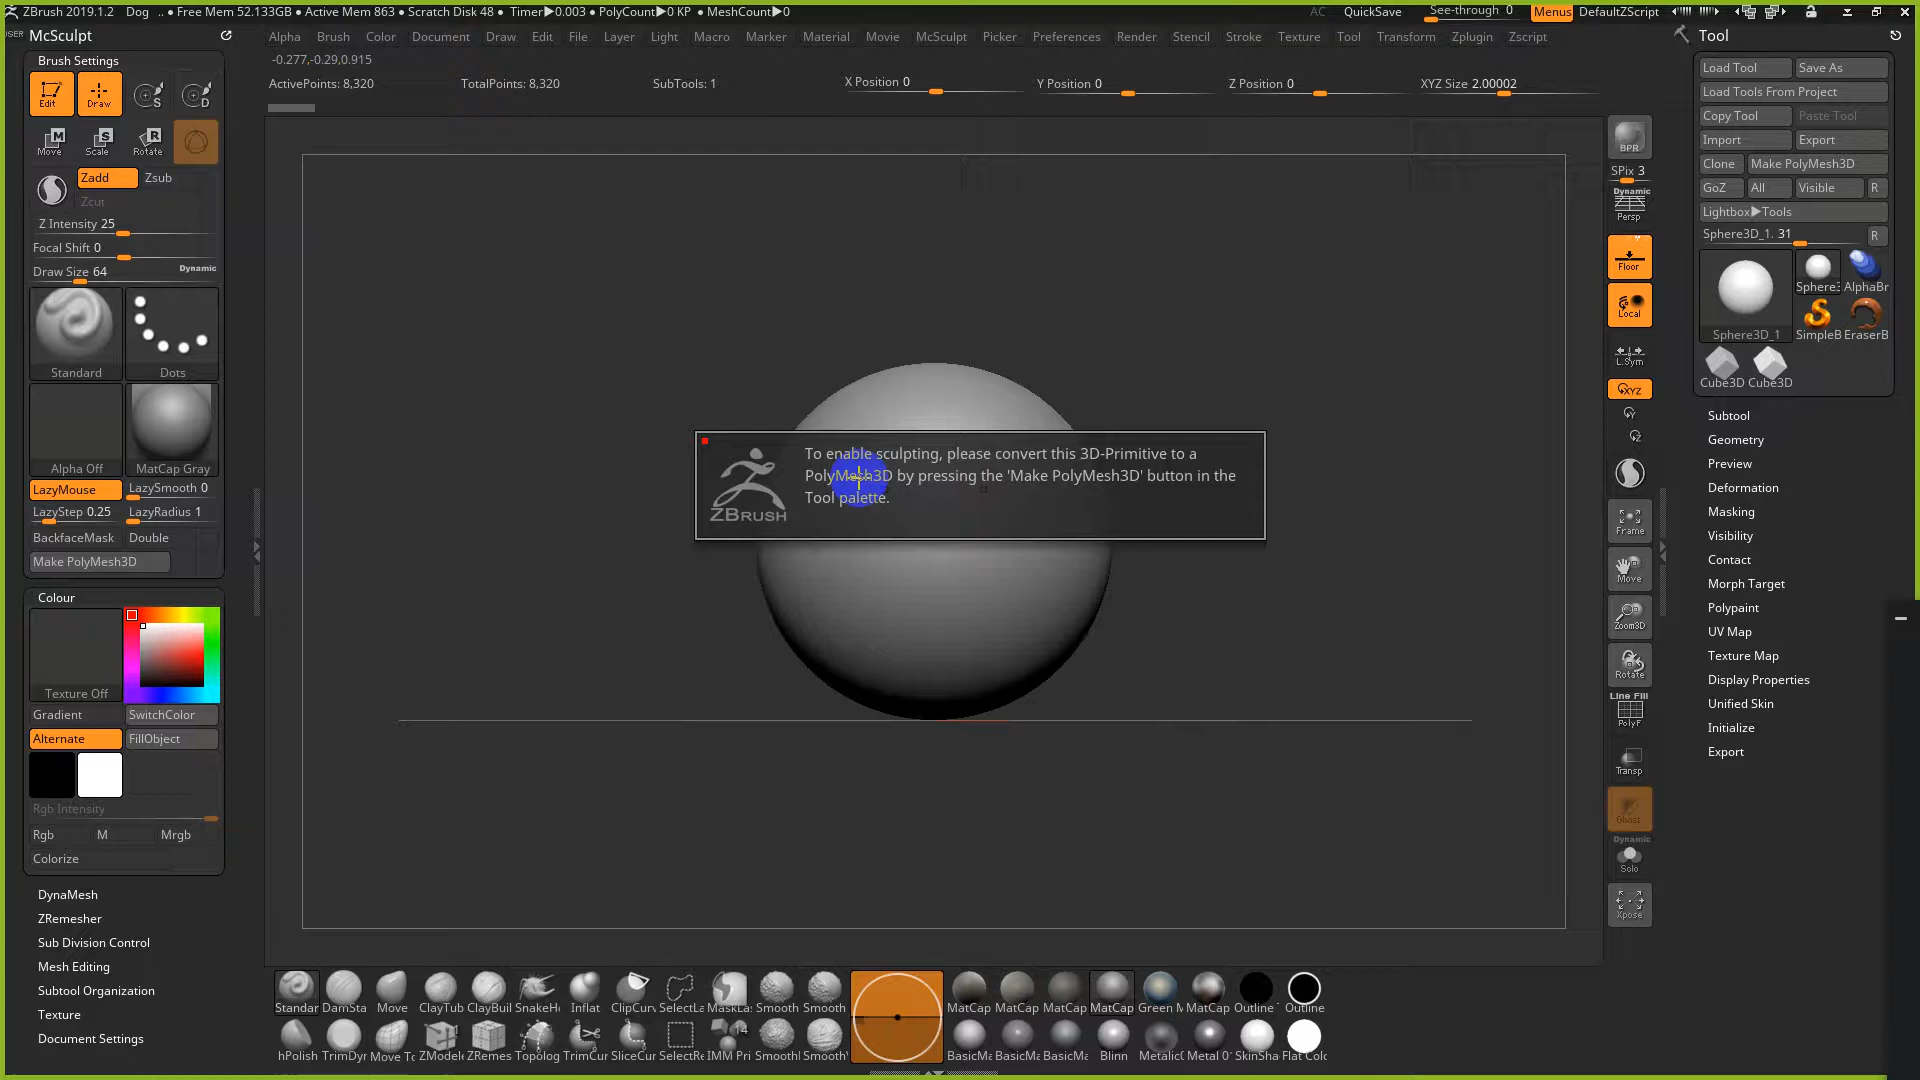 ZBrush 2019.1.2 Dog .. • Free Mem 52.133GB • Active Mem 863 • Scratch Disk 48 • Timer▶0.003 • PolyCount▶0 KP • MeshCount▶0
AC QuickSave See-through 0 Menus DefaultZScript
McSculpt
Alpha Brush Color Document Draw Edit File Layer Light Macro Marker Material Movie McSculpt Picker Preferences Render Stencil Stroke Texture Tool Transform Zplugin Zscript
-0.277,-0.29,0.915
ActivePoints: 8,320 TotalPoints: 8,320 SubTools: 1 X Position 0 Y Position 0 Z Position 0 XYZ Size 2.00002
Brush Settings
Edit Draw S D
Move Scale Rotate
Zadd Zsub
Zcut
Z Intensity 25
Focal Shift 0
Draw Size 64 Dynamic
Standard Dots
Alpha Off MatCap Gray
LazyMouse LazySmooth 0
LazyStep 0.25 LazyRadius 1
BackfaceMask Double
Make PolyMesh3D
Colour
Texture Off
Gradient SwitchColor
Alternate FillObject
Rgb Intensity
Rgb M Mrgb
Colorize
DynaMesh
ZRemesher
Sub Division Control
Mesh Editing
Subtool Organization
Texture
Document Settings
To enable sculpting, please convert this 3D-Primitive to a
PolyMesh3D by pressing the 'Make PolyMesh3D' button in the
Tool palette.
ZBRUSH
BPR
SPix 3
Dynamic
Persp
Floor
Local
L.Sym
XYZ
Y
Z
Frame
Move
Zoom3D
Rotate
Line Fill
PolyF
Transp
Ghost
Dynamic
Solo
Xpose
Tool
Load Tool Save As
Load Tools From Project
Copy Tool Paste Tool
Import Export
Clone Make PolyMesh3D
GoZ All Visible R
Lightbox▶Tools
Sphere3D_1. 31 R
Sphere3D_1 Sphere3 AlphaBr
SimpleB EraserB
Cube3D Cube3D
Subtool
Geometry
Preview
Deformation
Masking
Visibility
Contact
Morph Target
Polypaint
UV Map
Texture Map
Display Properties
Unified Skin
Initialize
Export
Standar DamSta Move ClayTub ClayBuil SnakeHo Inflat ClipCurv SelectLa MaskLas Smooth Smooth MatCap MatCap MatCap MatCap Green M MatCap Outline Outline
hPolish TrimDyn Move To ZModele ZRemes Topolog TrimCur SliceCur SelectRe IMM Pri 14 Smooth SmoothV BasicMa BasicMa BasicMa Blinn MetalicC Metal 0 SkinSha Flat Colo